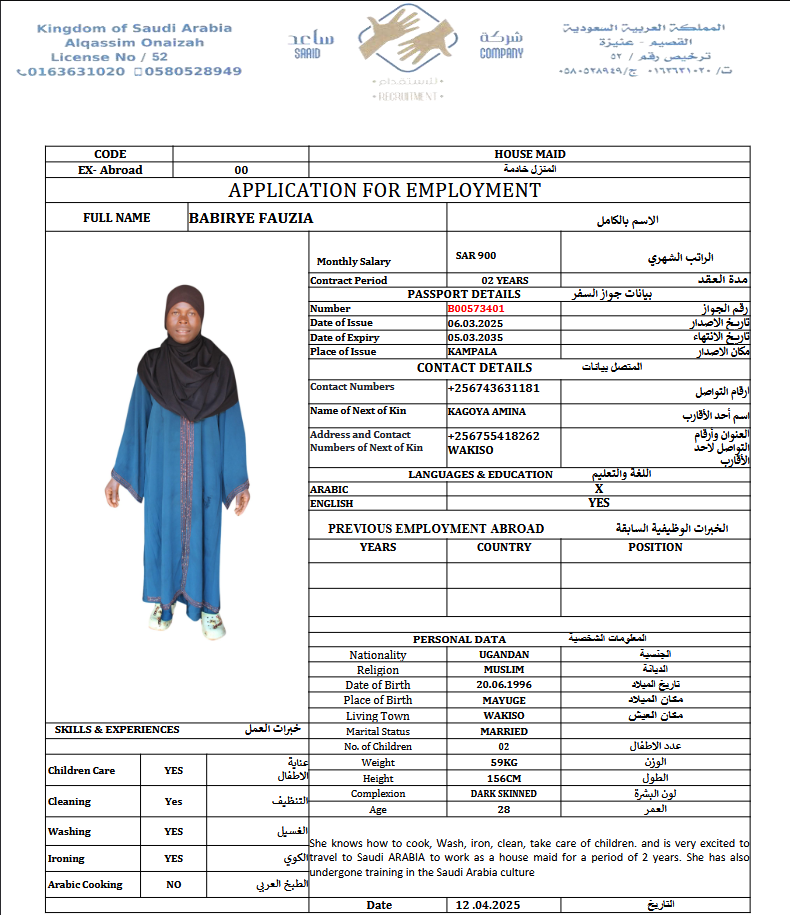 Kingdom of Saudi Arabia
Alqassim Onaizah
License No / 52
0163631020 0580528949
ساعد
SAAID
شركة
COMPANY
للاستقدام
RECRUITMENT
المملكة العربية السعودية
القصيم - عنيزة
ترخيص رقم / ٥٢
ت/ ٠١٦٣٦٣١٠٢٠ ج/٠٥٨٠٥٢٨٩٤٩
CODE HOUSE MAID
EX- Abroad 00 المنزل خادمة
APPLICATION FOR EMPLOYMENT
FULL NAME BABIRYE FAUZIA الاسم بالكامل
Monthly Salary SAR 900 الراتب الشهري
Contract Period 02 YEARS مدة العقد
PASSPORT DETAILS بيانات جواز السفر
Number B00573401 رقم الجواز
Date of Issue 06.03.2025 تاريخ الاصدار
Date of Expiry 05.03.2035 تاريخ الانتهاء
Place of Issue KAMPALA مكان الاصدار
CONTACT DETAILS المتصل بيانات
Contact Numbers +256743631181 ارقام التواصل
Name of Next of Kin KAGOYA AMINA اسم أحد الأقارب
Address and Contact Numbers of Next of Kin +256755418262 WAKISO العنوان وأرقام التواصل لاحد الأقارب
LANGUAGES & EDUCATION اللغة والتعليم
ARABIC X
ENGLISH YES
PREVIOUS EMPLOYMENT ABROAD الخبرات الوظيفية السابقة
YEARS COUNTRY POSITION
PERSONAL DATA المعلومات الشخصية
Nationality UGANDAN الجنسية
Religion MUSLIM الديانة
Date of Birth 20.06.1996 تاريخ الميلاد
Place of Birth MAYUGE مكان الميلاد
Living Town WAKISO مكان العيش
Marital Status MARRIED
No. of Children 02 عدد الاطفال
Weight 59KG الوزن
Height 156CM الطول
Complexion DARK SKINNED لون البشرة
Age 28 العمر
SKILLS & EXPERIENCES خبرات العمل
Children Care YES عناية الاطفال
Cleaning Yes التنظيف
Washing YES الغسيل
Ironing YES الكوي
Arabic Cooking NO الطبخ العربي
She knows how to cook, Wash, iron, clean, take care of children. and is very excited to
travel to Saudi ARABIA to work as a house maid for a period of 2 years. She has also
undergone training in the Saudi Arabia culture
Date 12 .04.2025 التاريخ